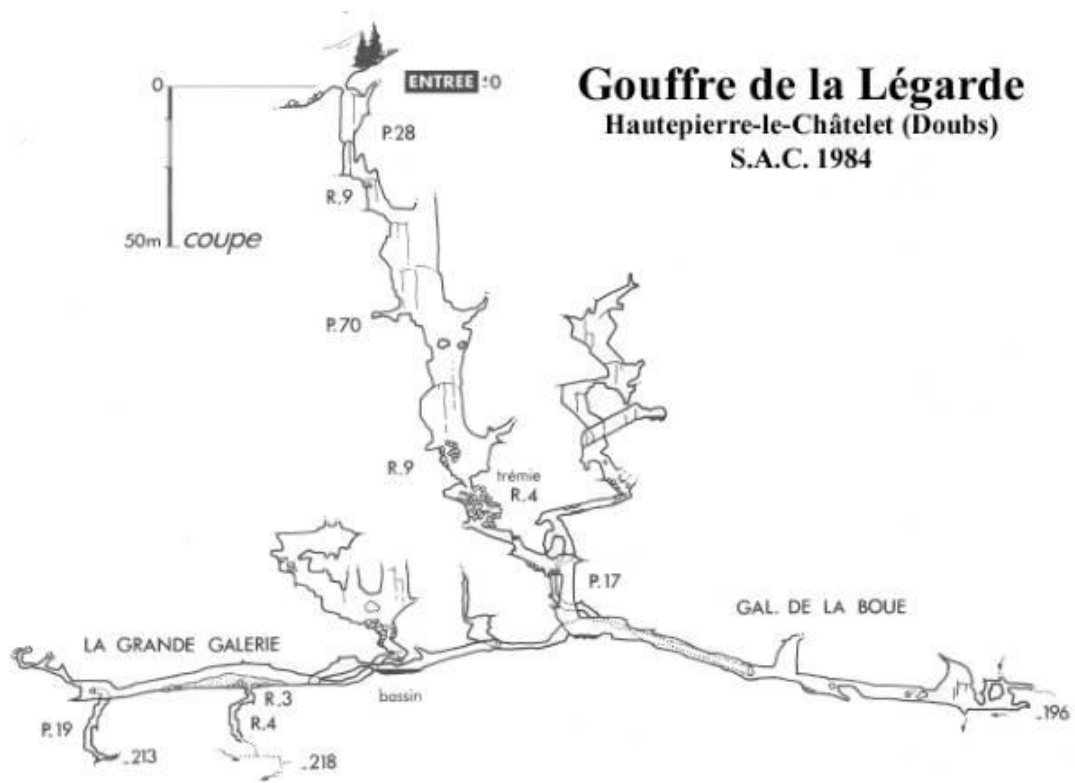 Gouffre de la Légarde
Hautepierre-le-Châtelet (Doubs)
S.A.C. 1984
0
ENTREE ±0
P.28
R.9
50m coupe
P.70
R.9
trémie
R.4
P.17
GAL. DE LA BOUE
LA GRANDE GALERIE
bassin
R.3
R.4
P.19
-213
-218
-196